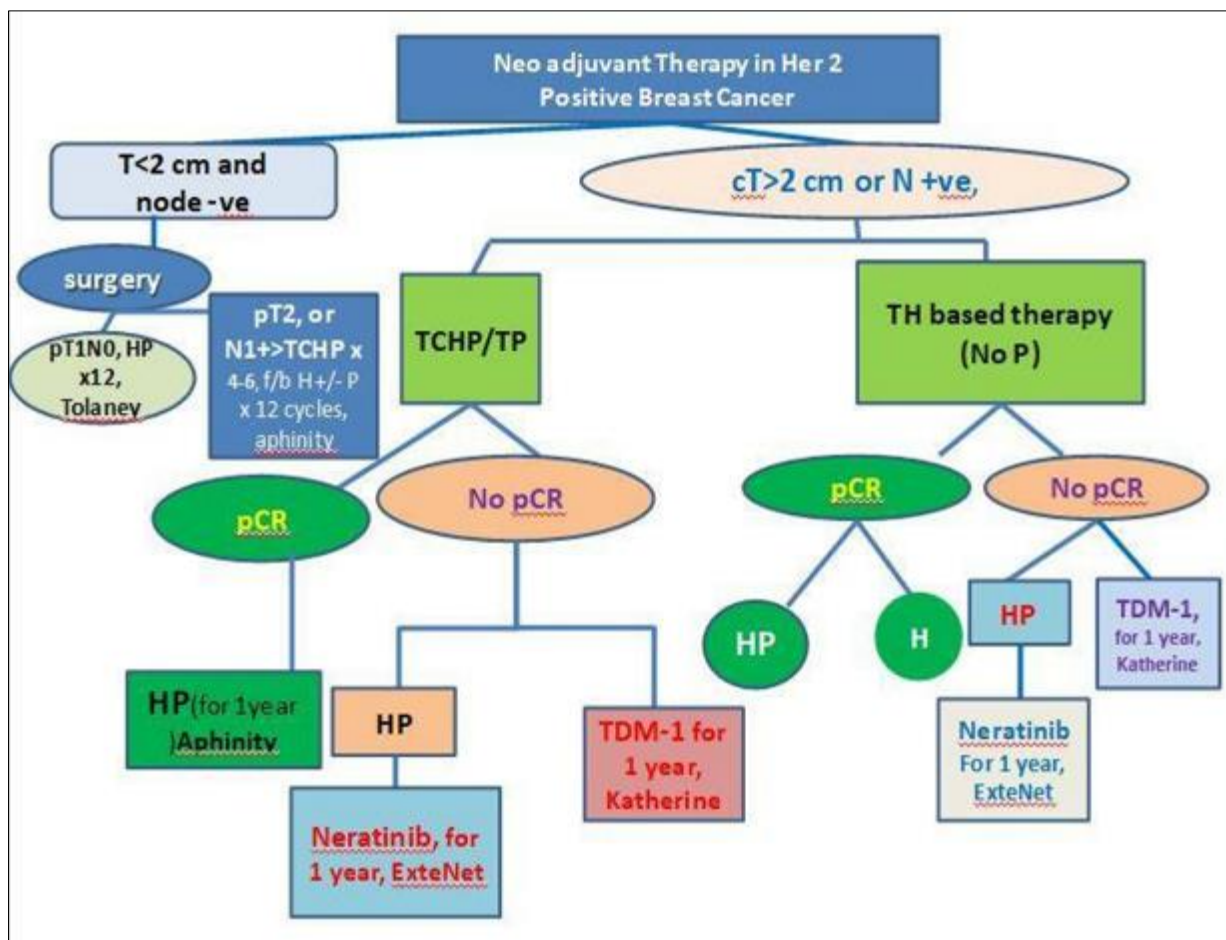 Neo adjuvant Therapy in Her 2
Positive Breast Cancer
T<2 cm and
node -ve
cT>2 cm or N +ve,
surgery
pT1N0, HP
x12,
Tolaney
pT2, or
N1+>TCHP x
4-6, f/b H+/- P
x 12 cycles,
aphinity
TCHP/TP
TH based therapy
(No P)
pCR
No pCR
pCR
No pCR
HP(for 1year
)Aphinity
HP
TDM-1 for
1 year,
Katherine
Neratinib, for
1 year, ExteNet
HP
H
HP
TDM-1,
for 1 year,
Katherine
Neratinib
For 1 year,
ExteNet